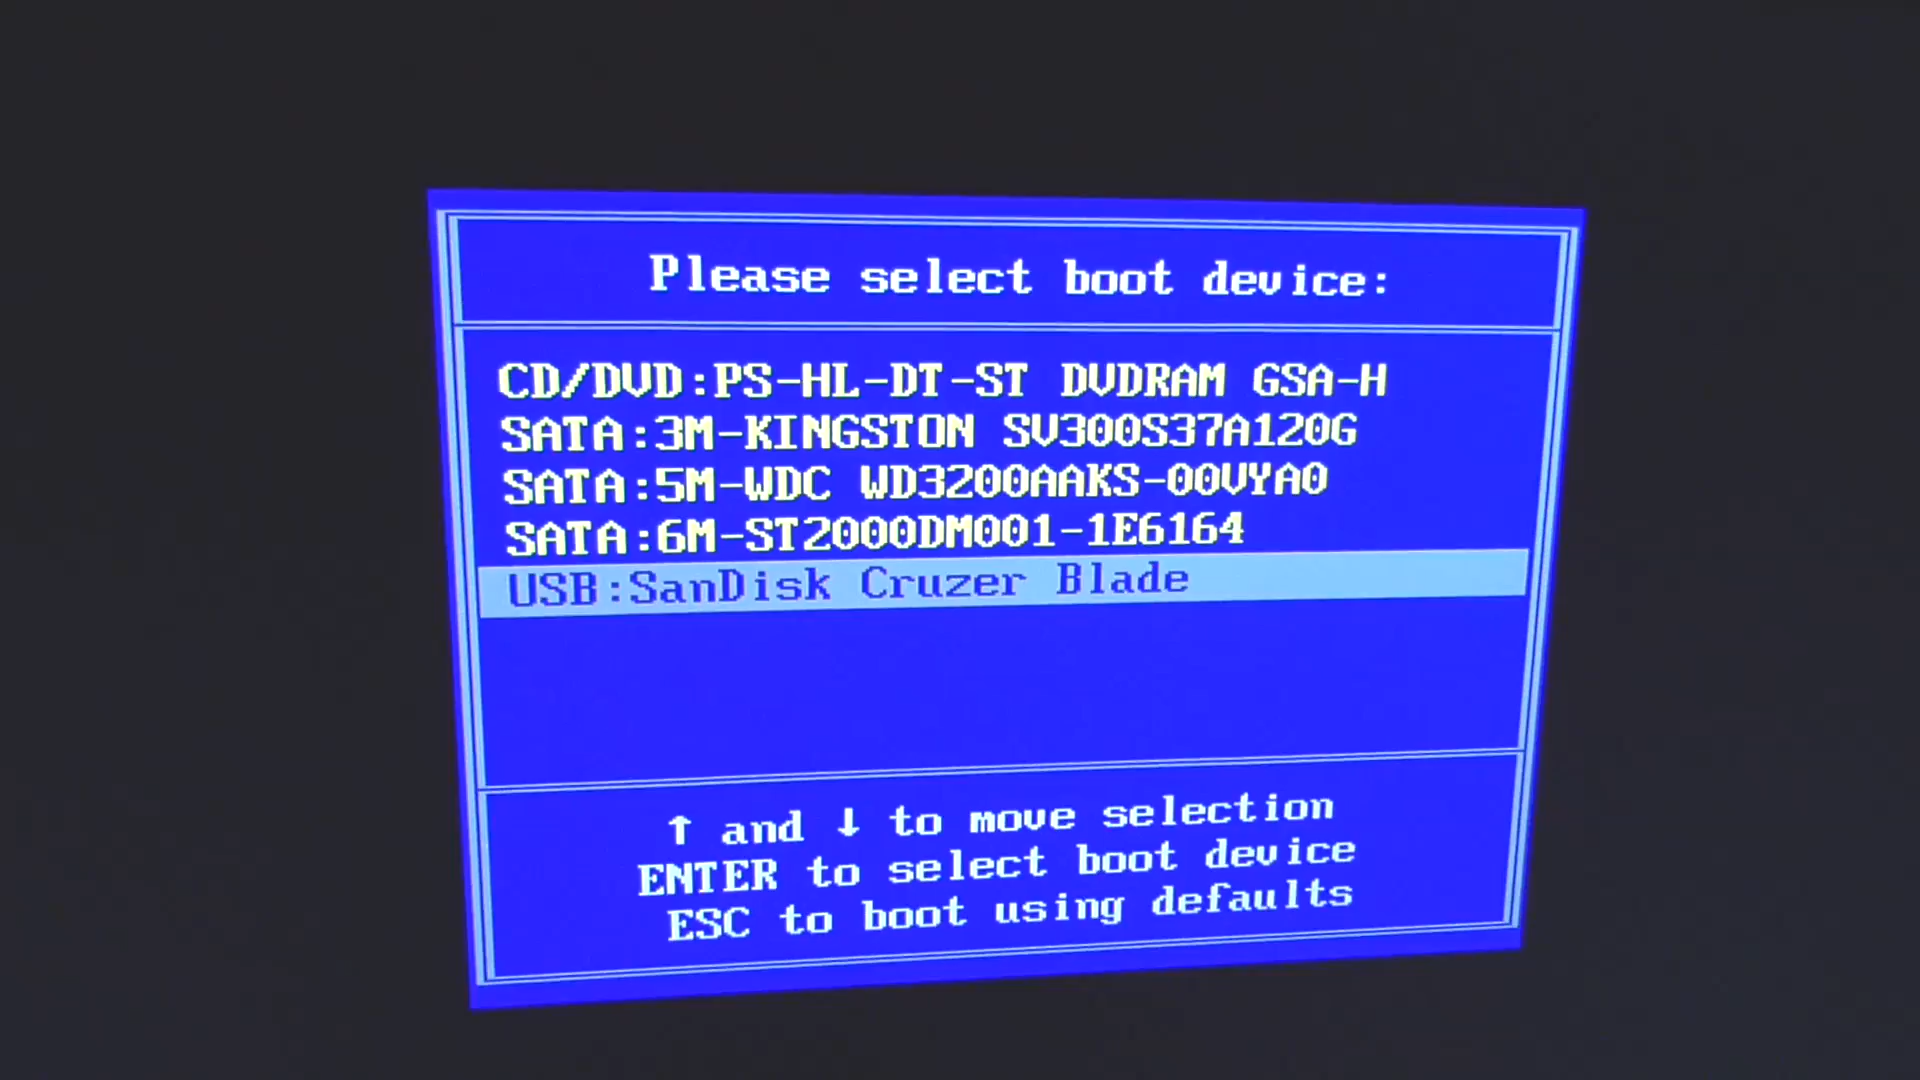 Please select boot device:
CD/DVD:PS-HL-DT-ST DVDRAM GSA-H
SATA:3M-KINGSTON SV300S37A120G
SATA:5M-WDC WD3200AAKS-00VYA0
SATA:6M-ST2000DM001-1E6164
USB:SanDisk Cruzer Blade
↑ and ↓ to move selection
ENTER to select boot device
ESC to boot using defaults